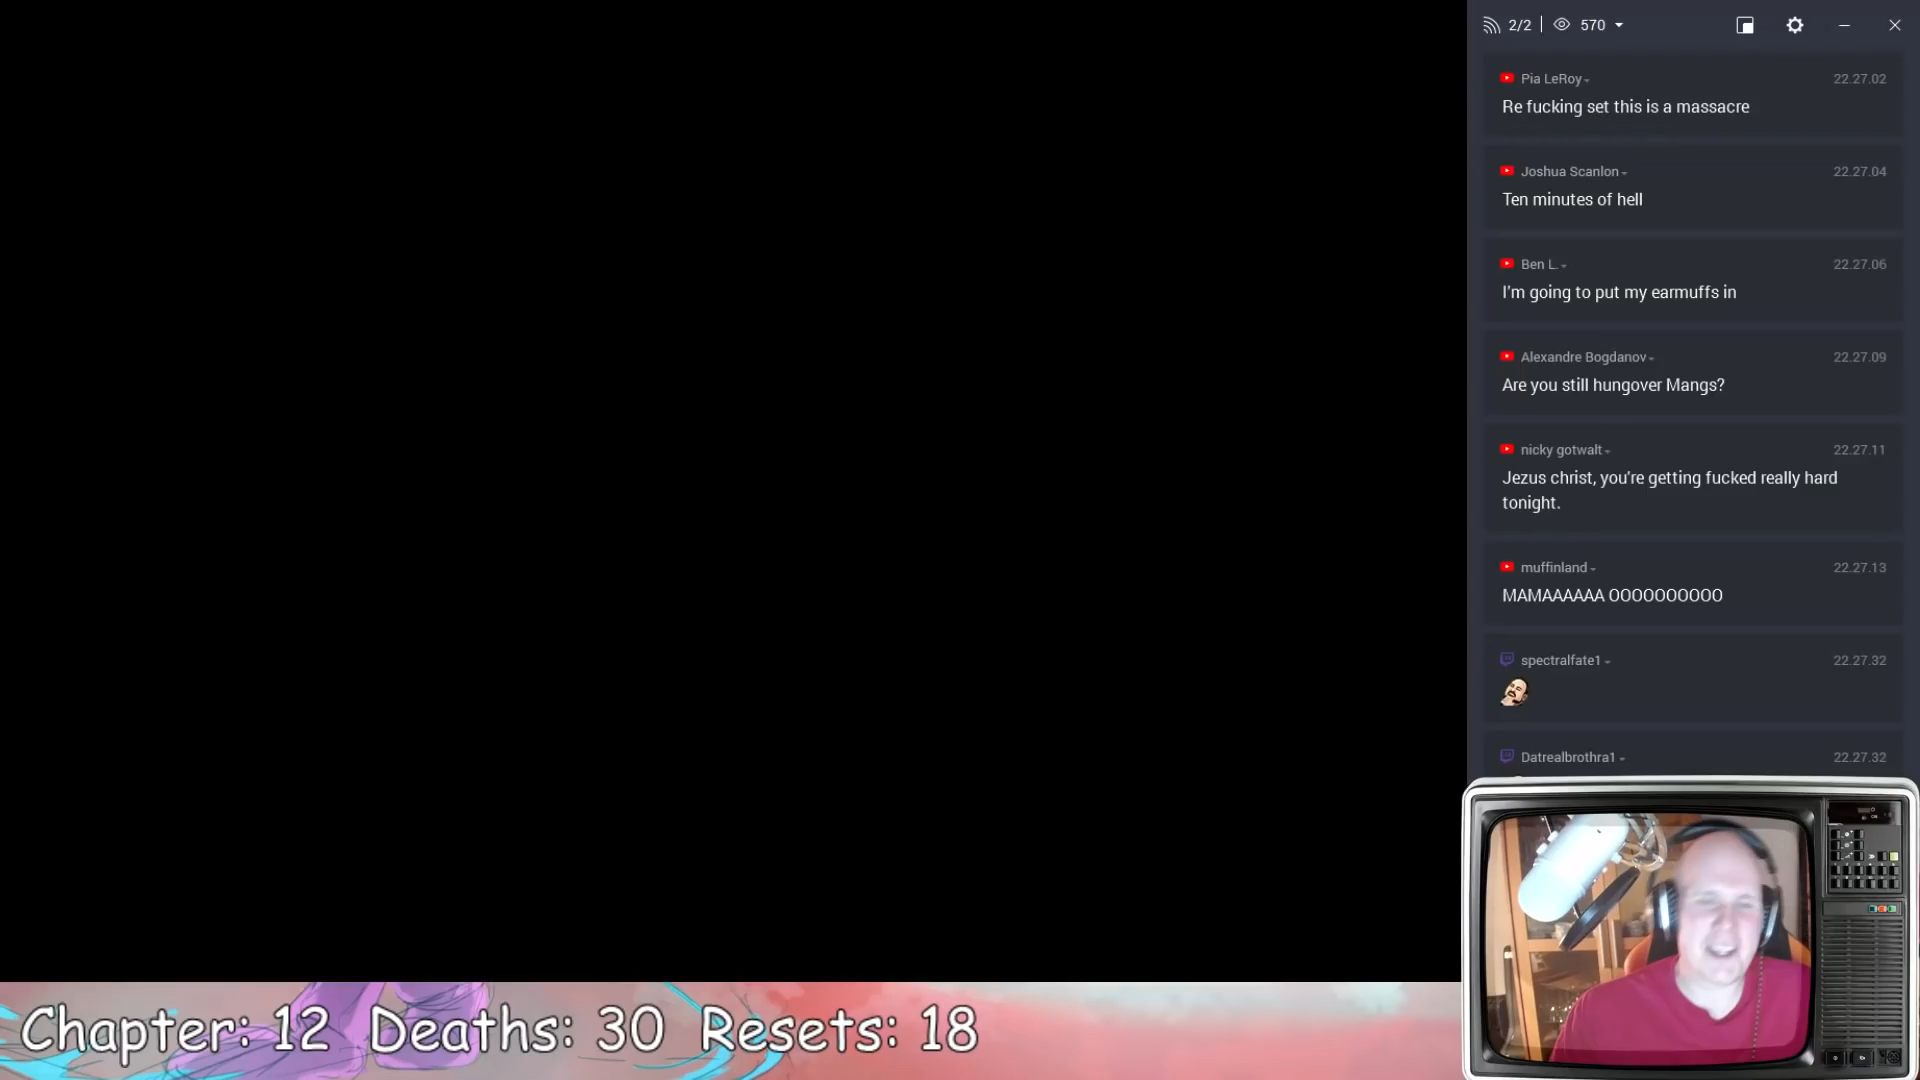 2/2 | 570
Pia LeRoy 22.27.02
Re fucking set this is a massacre
Joshua Scanlon 22.27.04
Ten minutes of hell
Ben L. 22.27.06
I'm going to put my earmuffs in
Alexandre Bogdanov 22.27.09
Are you still hungover Mangs?
nicky gotwalt 22.27.11
Jezus christ, you're getting fucked really hard
tonight.
muffinland 22.27.13
MAMAAAAAA OOOOOOOOOO
spectralfate1 22.27.32
Datrealbrothra1 22.27.32
Chapter: 12 Deaths: 30 Resets: 18